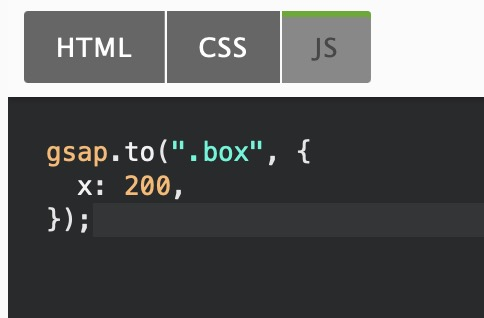 HTML CSS JS
gsap.to(".box", {
  x: 200,
});